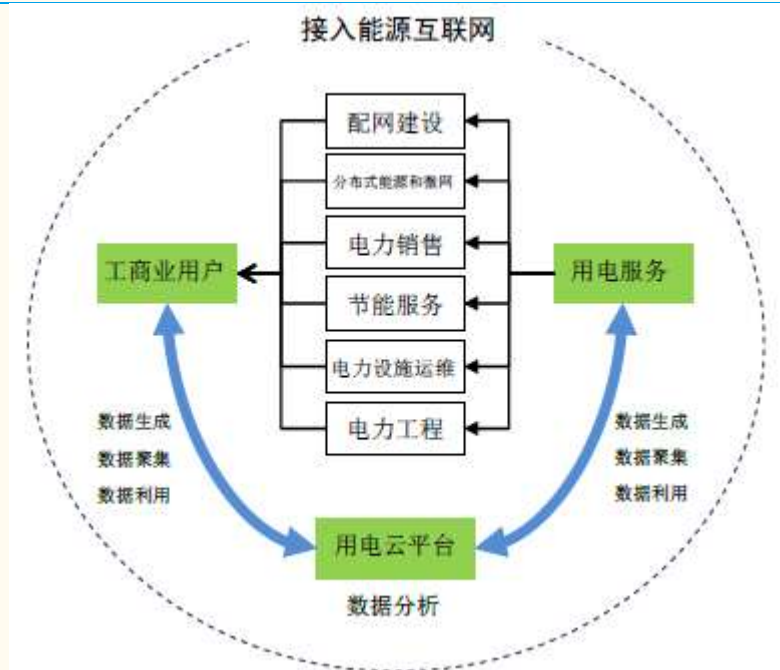 接入能源互联网
配网建设
分布式能源和微网
电力销售
工商业用户
用电服务
节能服务
电力设施运维
电力工程
数据生成
数据聚集
数据利用
数据生成
数据聚集
数据利用
用电云平台
数据分析